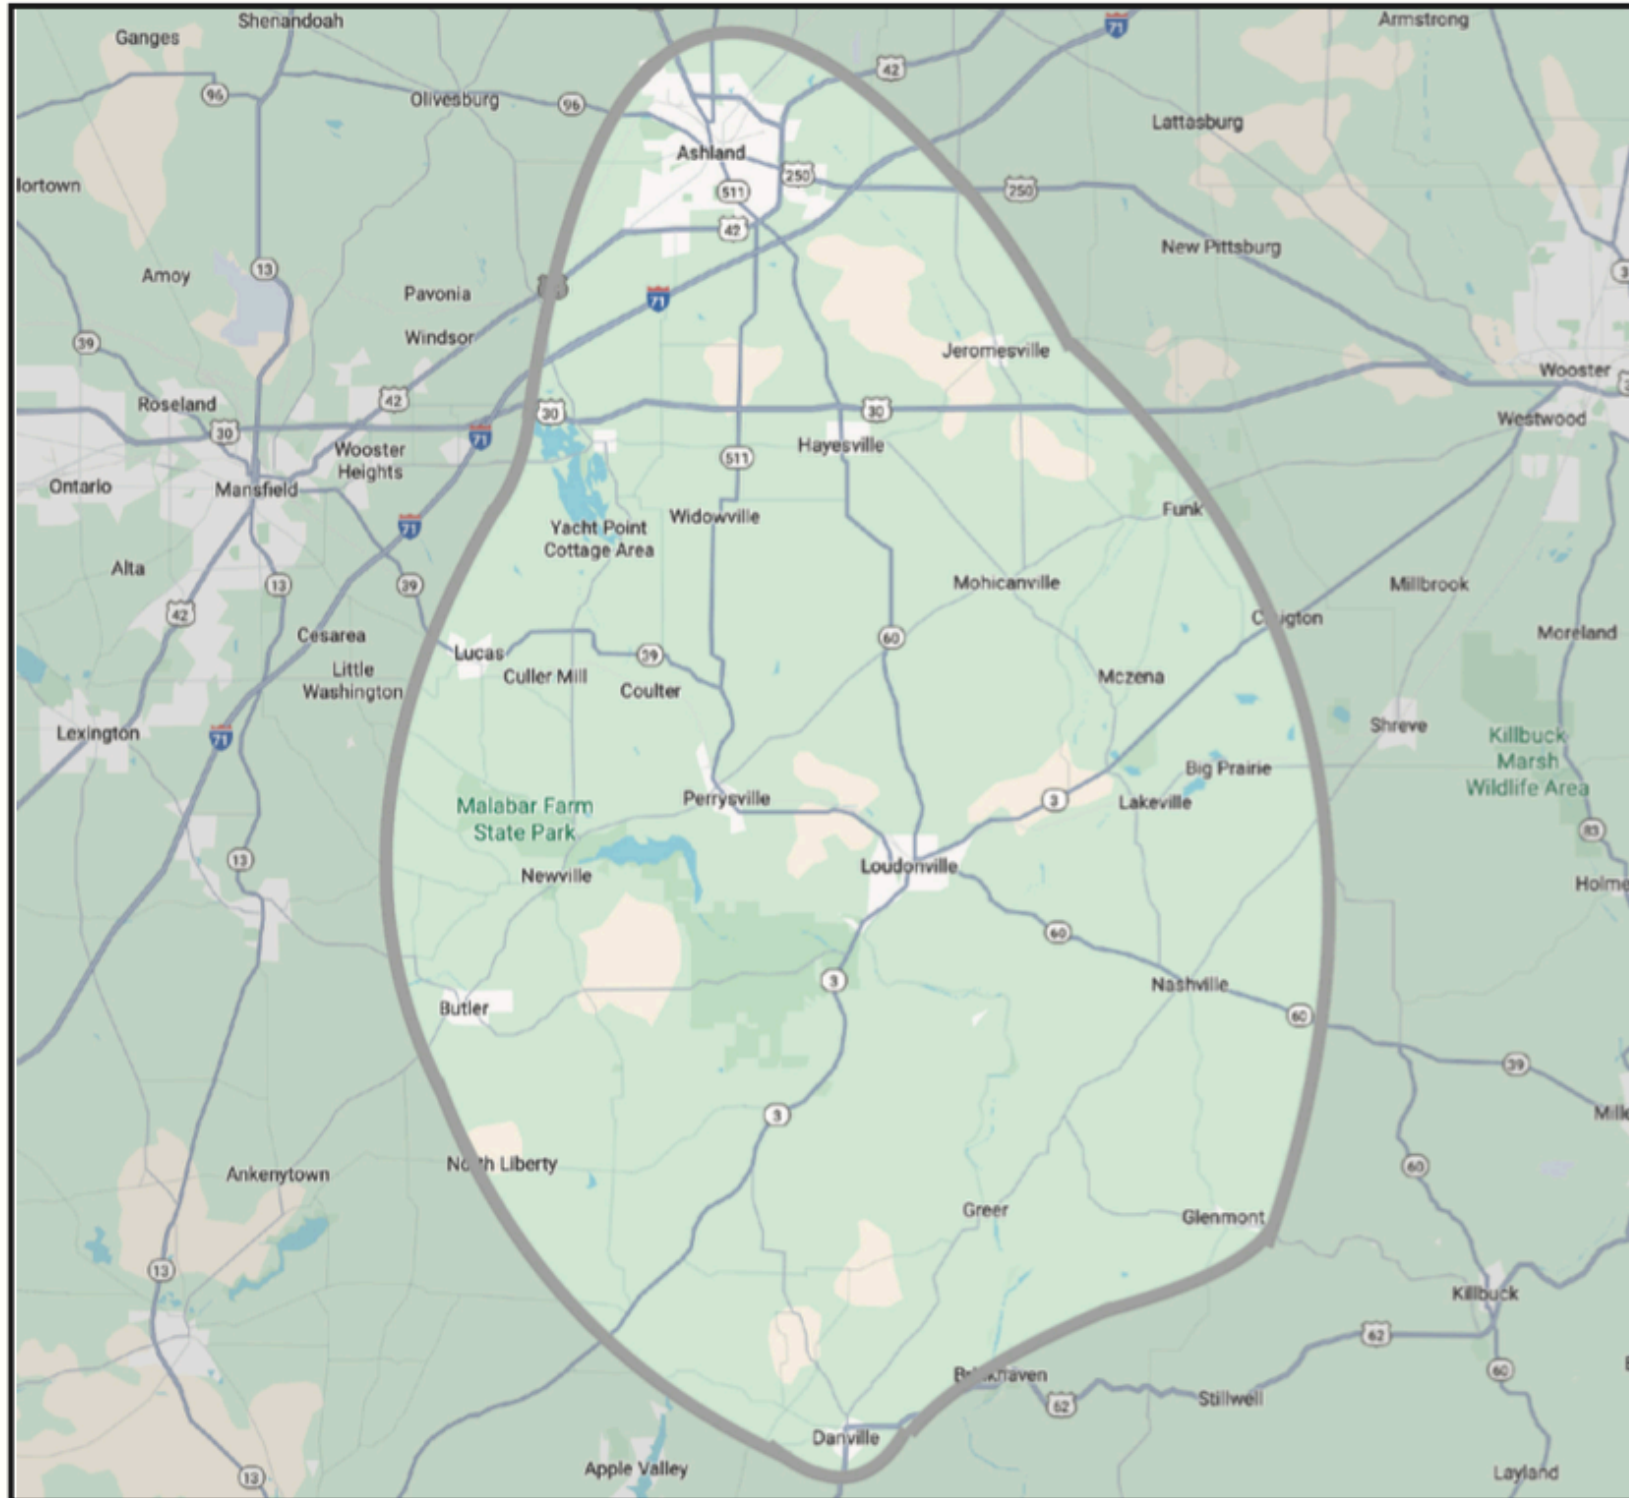 Shenandoah
Armstrong
Ganges
71
42
96
Olivesburg
96
Lattasburg
Ashland
250
511
250
42
New Pittsburg
Amoy
13
Pavonia
71
39
Windsor
Jeromesville
Wooster
Roseland
42
30
30
Westwood
30
71
Wooster
Heights
Hayesville
511
Ontario
Mansfield
71
Yacht Point
Cottage Area
Widowville
Funk
Alta
13
39
Mohicanville
Millbrook
42
Cesarea
60
Moreland
Little
Washington
Lucas
39
Culler Mill
Coulter
Mczena
Lexington
71
Shreve
Killbuck
Marsh
Wildlife Area
Big Prairie
Malabar Farm
State Park
Perrysville
3
Lakeville
83
13
Loudonville
Newville
60
3
Nashville
Butler
60
39
3
60
Ankenytown
North Liberty
Greer
Glenmont
13
Killbuck
62
60
62
Stillwell
Danville
13
Apple Valley
Layland